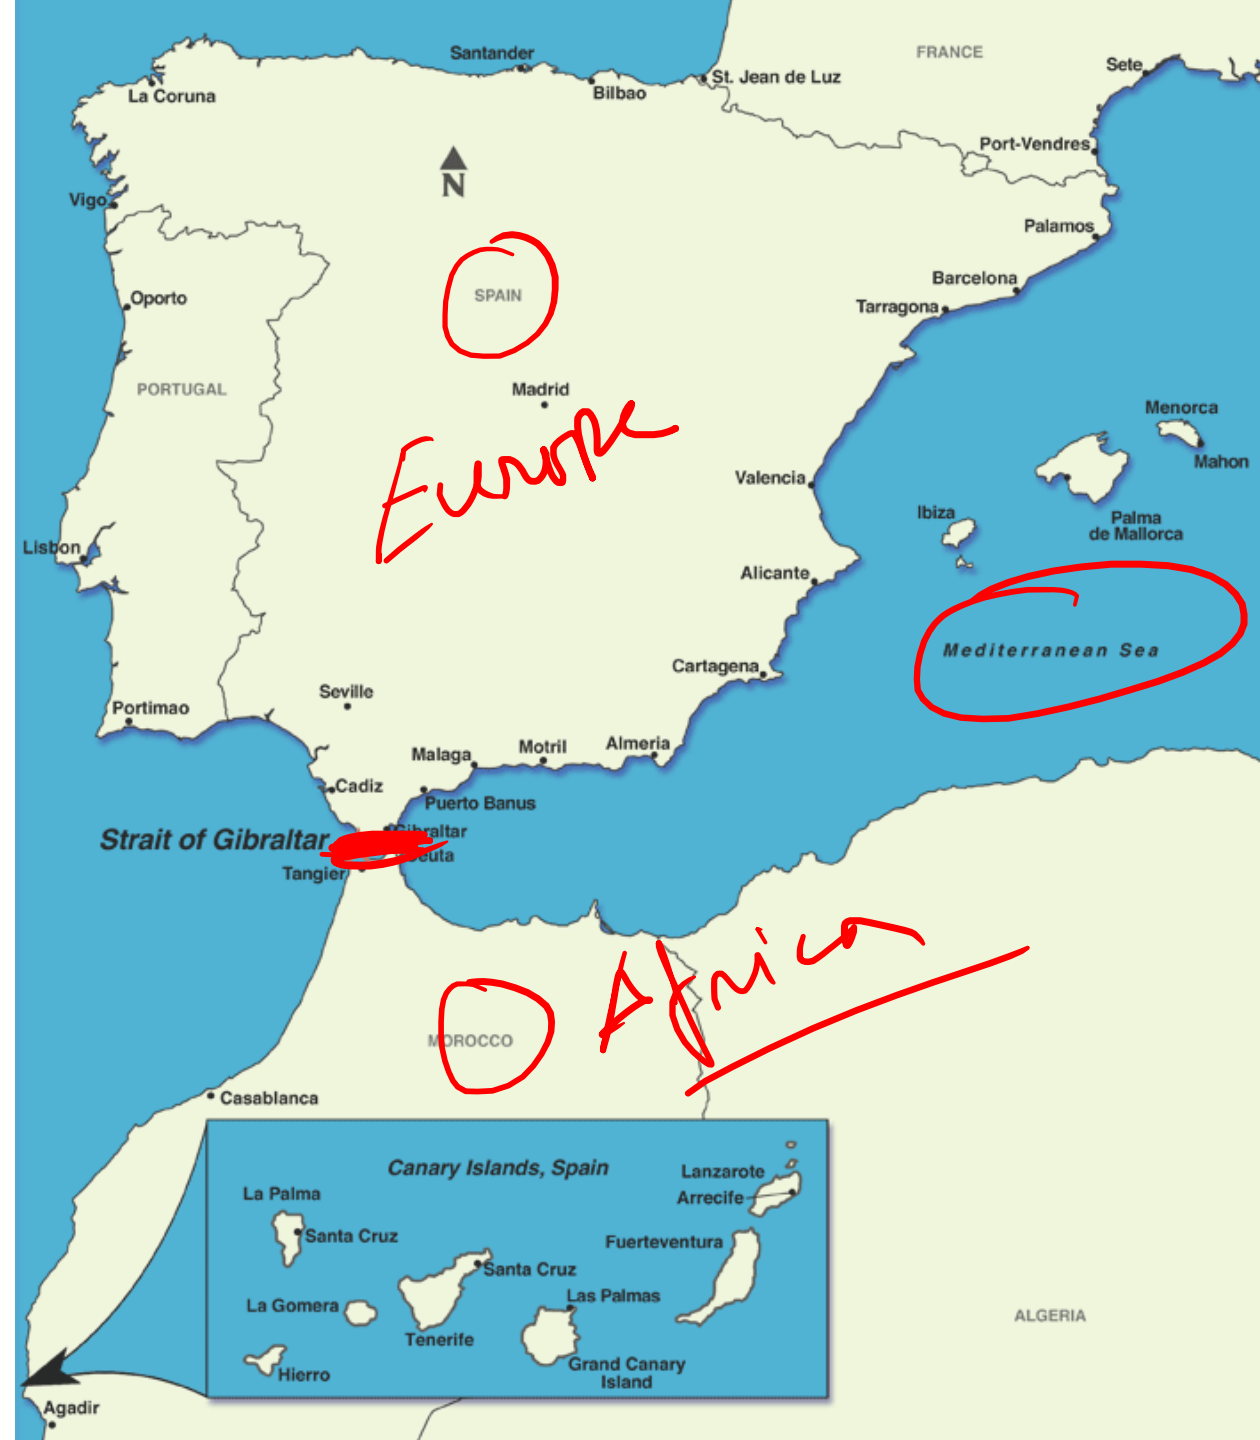 Santander
FRANCE
Sete
St. Jean de Luz
La Coruna
Bilbao
Port-Vendres
N
Vigo
Palamos
SPAIN
Barcelona
Oporto
Tarragona
PORTUGAL
Madrid
Menorca
Europe
Mahon
Valencia
Ibiza
Palma
de Mallorca
Lisbon
Alicante
Mediterranean Sea
Cartagena
Seville
Portimao
Malaga
Motril
Almeria
Cadiz
Puerto Banus
Gibraltar
Strait of Gibraltar
Ceuta
Tangier
Africa
MOROCCO
Casablanca
Canary Islands, Spain
Lanzarote
Arrecife
La Palma
Santa Cruz
Fuerteventura
Santa Cruz
Las Palmas
La Gomera
Tenerife
Grand Canary
Island
Hierro
ALGERIA
Agadir